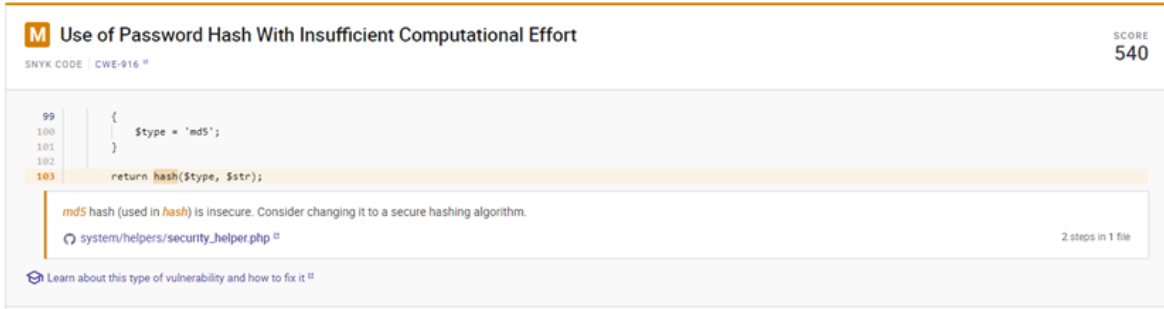 M Use of Password Hash With Insufficient Computational Effort
SCORE
540
SNYK CODE | CWE-916
99 {
100 $type = 'md5';
101 }
102
103 return hash($type, $str);
md5 hash (used in hash) is insecure. Consider changing it to a secure hashing algorithm.
system/helpers/security_helper.php
2 steps in 1 file
Learn about this type of vulnerability and how to fix it